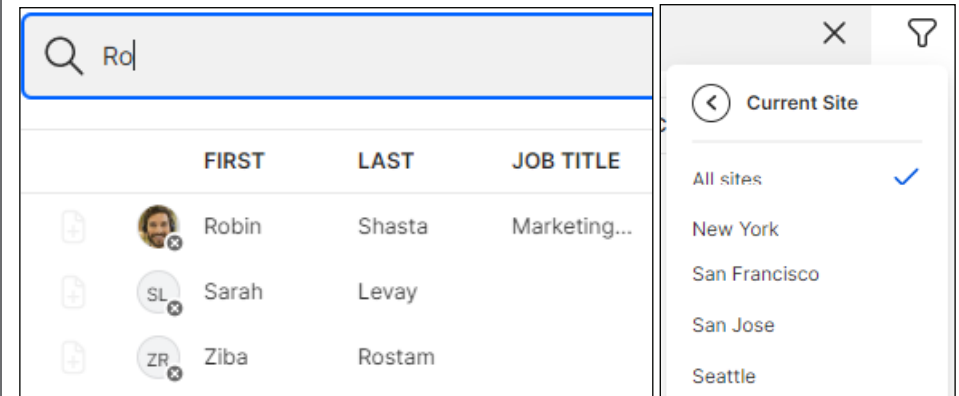 Ro
FIRST LAST JOB TITLE
Robin Shasta Marketing...
SL Sarah Levay
ZR Ziba Rostam
Current Site
All sites
New York
San Francisco
San Jose
Seattle